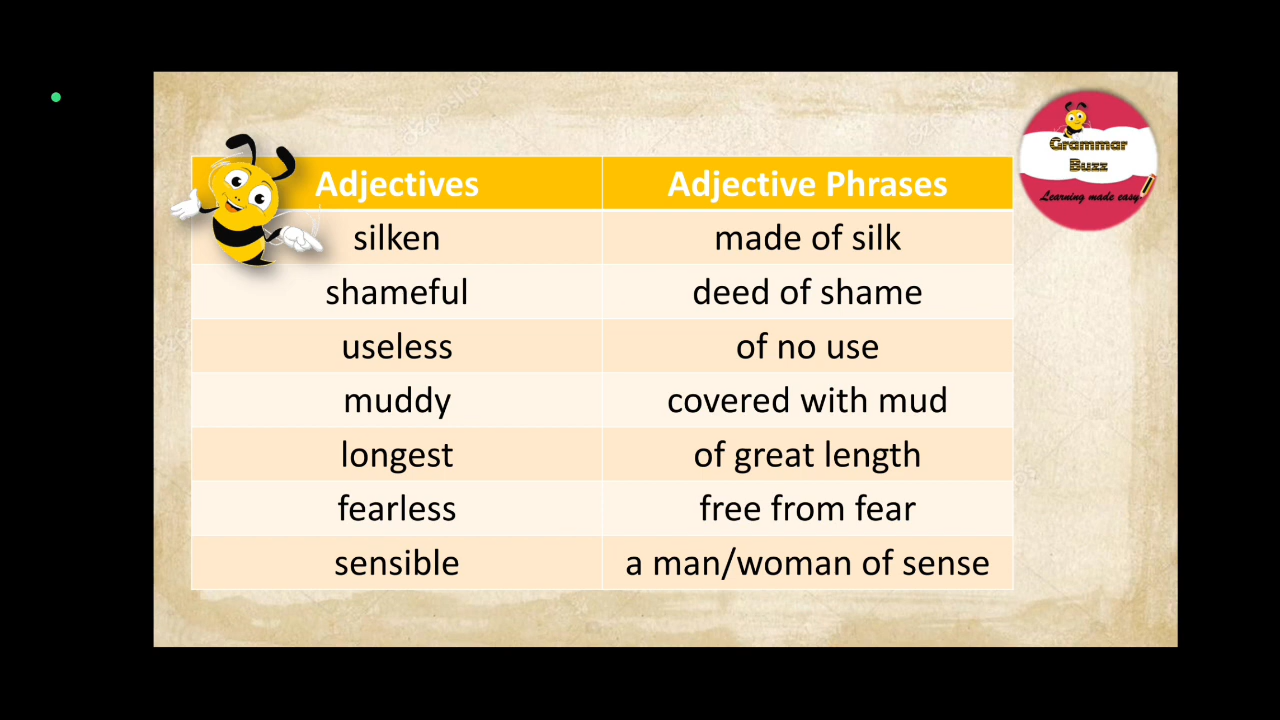 Grammar
Buzz
Learning made easy
Adjectives Adjective Phrases
silken made of silk
shameful deed of shame
useless of no use
muddy covered with mud
longest of great length
fearless free from fear
sensible a man/woman of sense